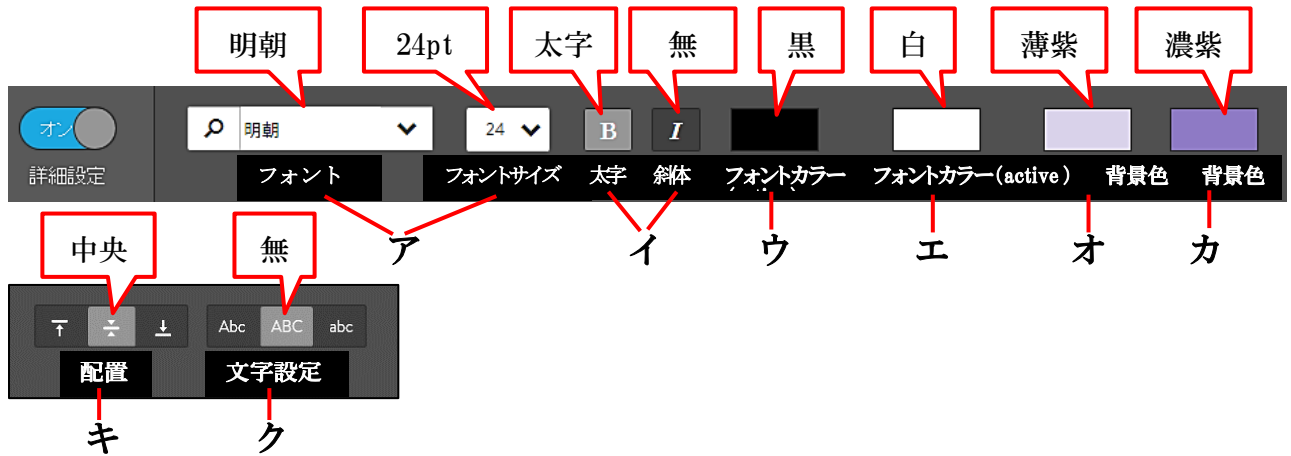 明朝 24pt 太字 無 黒 白 薄紫 濃紫
オン 明朝 24 B I
詳細設定 フォント フォントサイズ 太字 斜体 フォントカラー フォントカラー(active) 背景色 背景色
ア イ ウ エ オ カ
中央 無
Abc ABC abc
配置 文字設定
キ ク